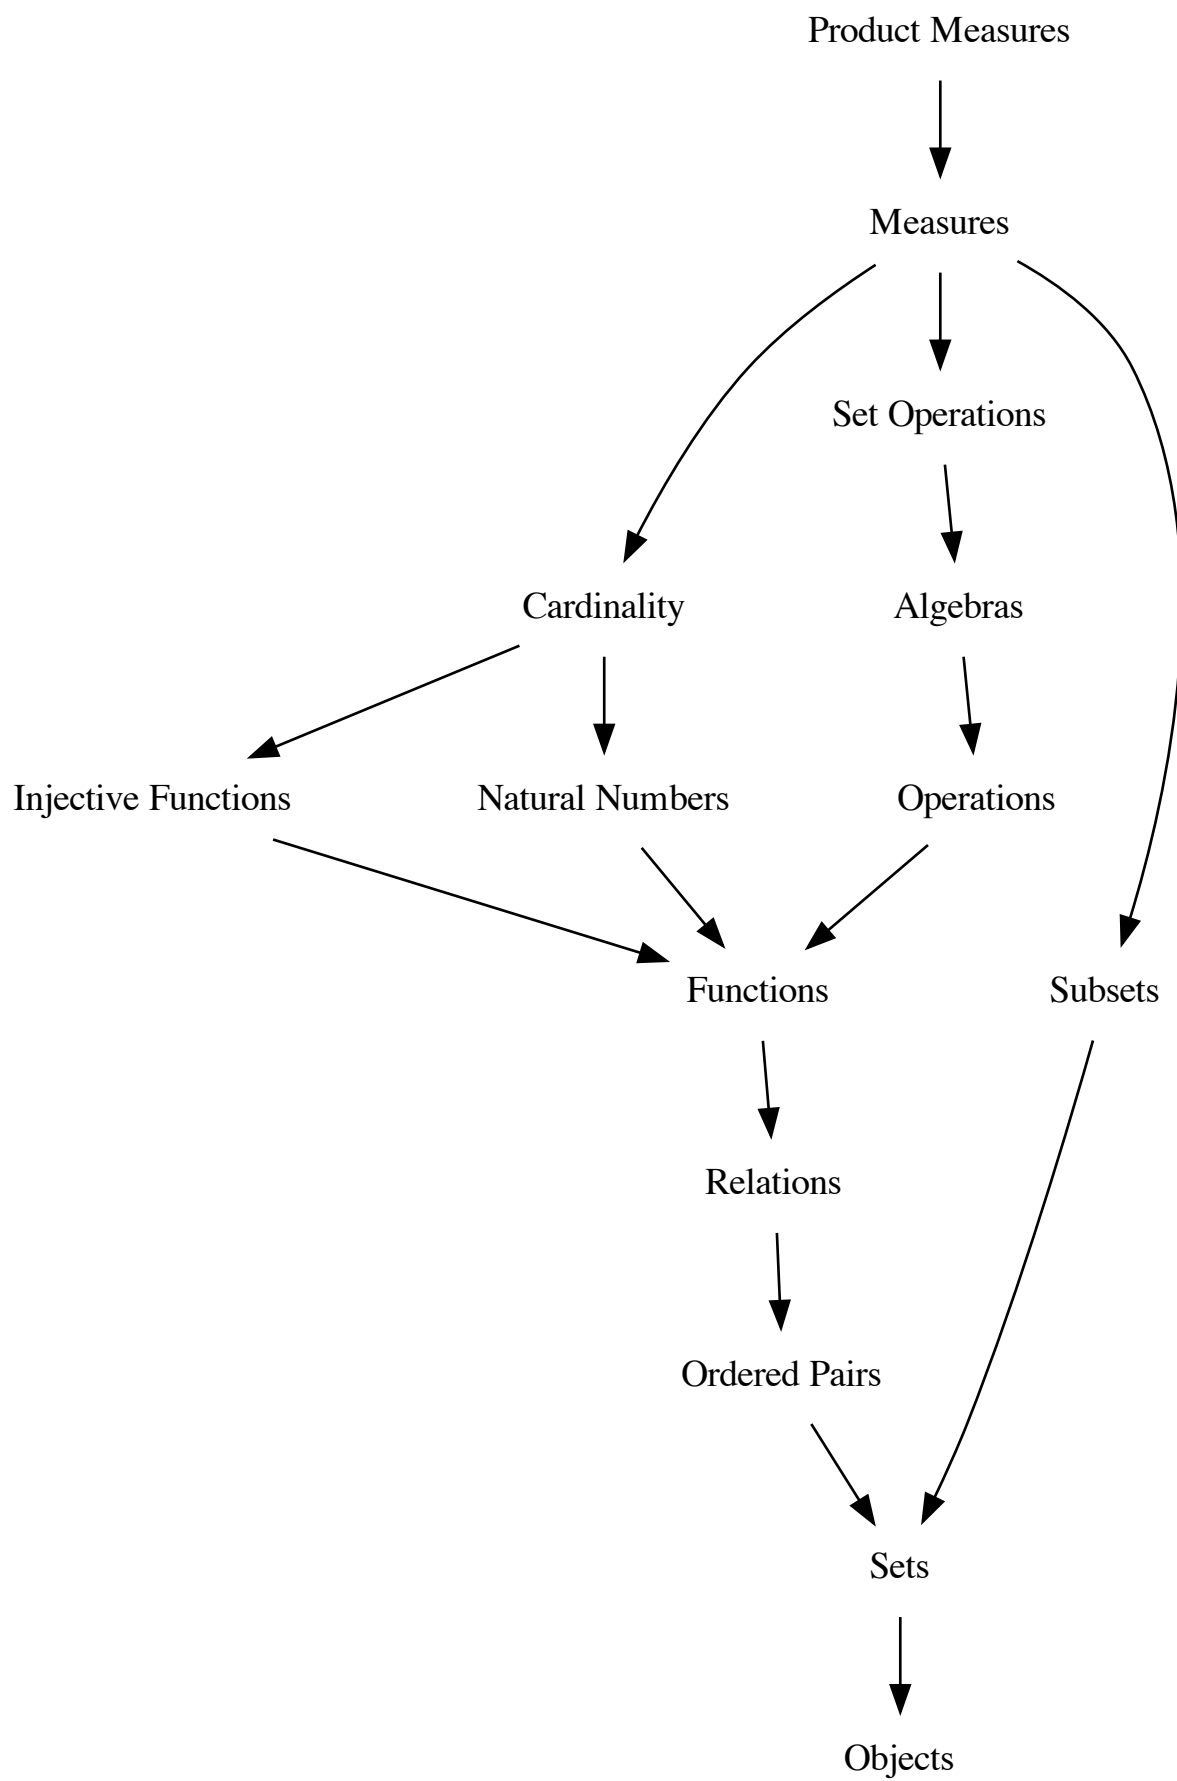 Product Measures
Measures
Set Operations
Cardinality
Algebras
Injective Functions
Natural Numbers
Operations
Functions
Subsets
Relations
Ordered Pairs
Sets
Objects